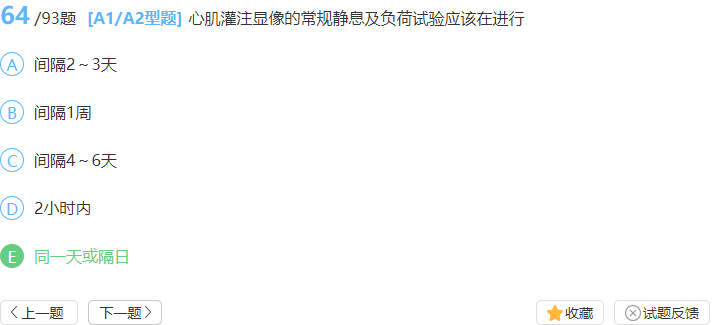 64/93题 [A1/A2型题] 心肌灌注显像的常规静息及负荷试验应该在进行
A 间隔2～3天
B 间隔1周
C 间隔4～6天
D 2小时内
E 同一天或隔日
上一题 下一题 收藏 试题反馈